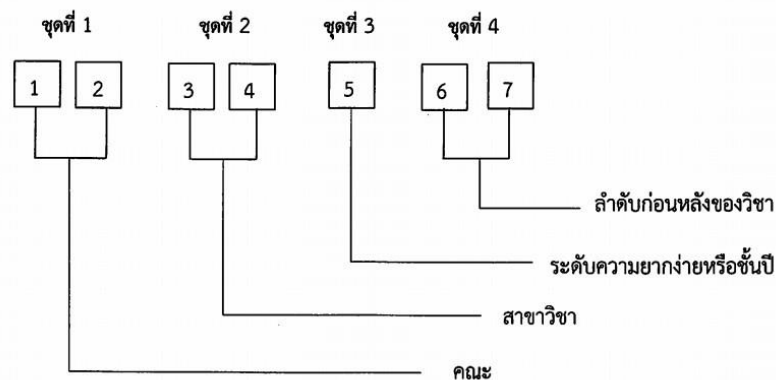 ชุดที่ 1 ชุดที่ 2 ชุดที่ 3 ชุดที่ 4
1 2 3 4 5 6 7
ลำดับก่อนหลังของวิชา
ระดับความยากง่ายหรือชั้นปี
สาขาวิชา
คณะ